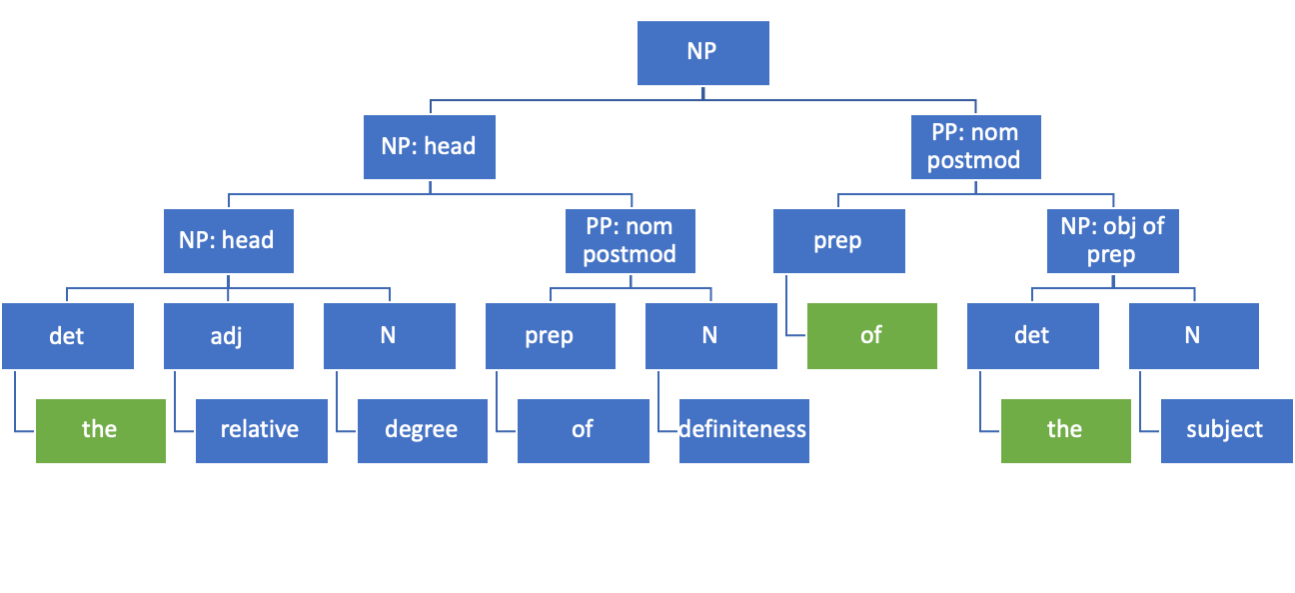 NP
NP: head
PP: nom
postmod
NP: head
PP: nom
postmod
prep
NP: obj of
prep
det
adj
N
prep
N
of
det
N
the
relative
degree
of
definiteness
the
subject